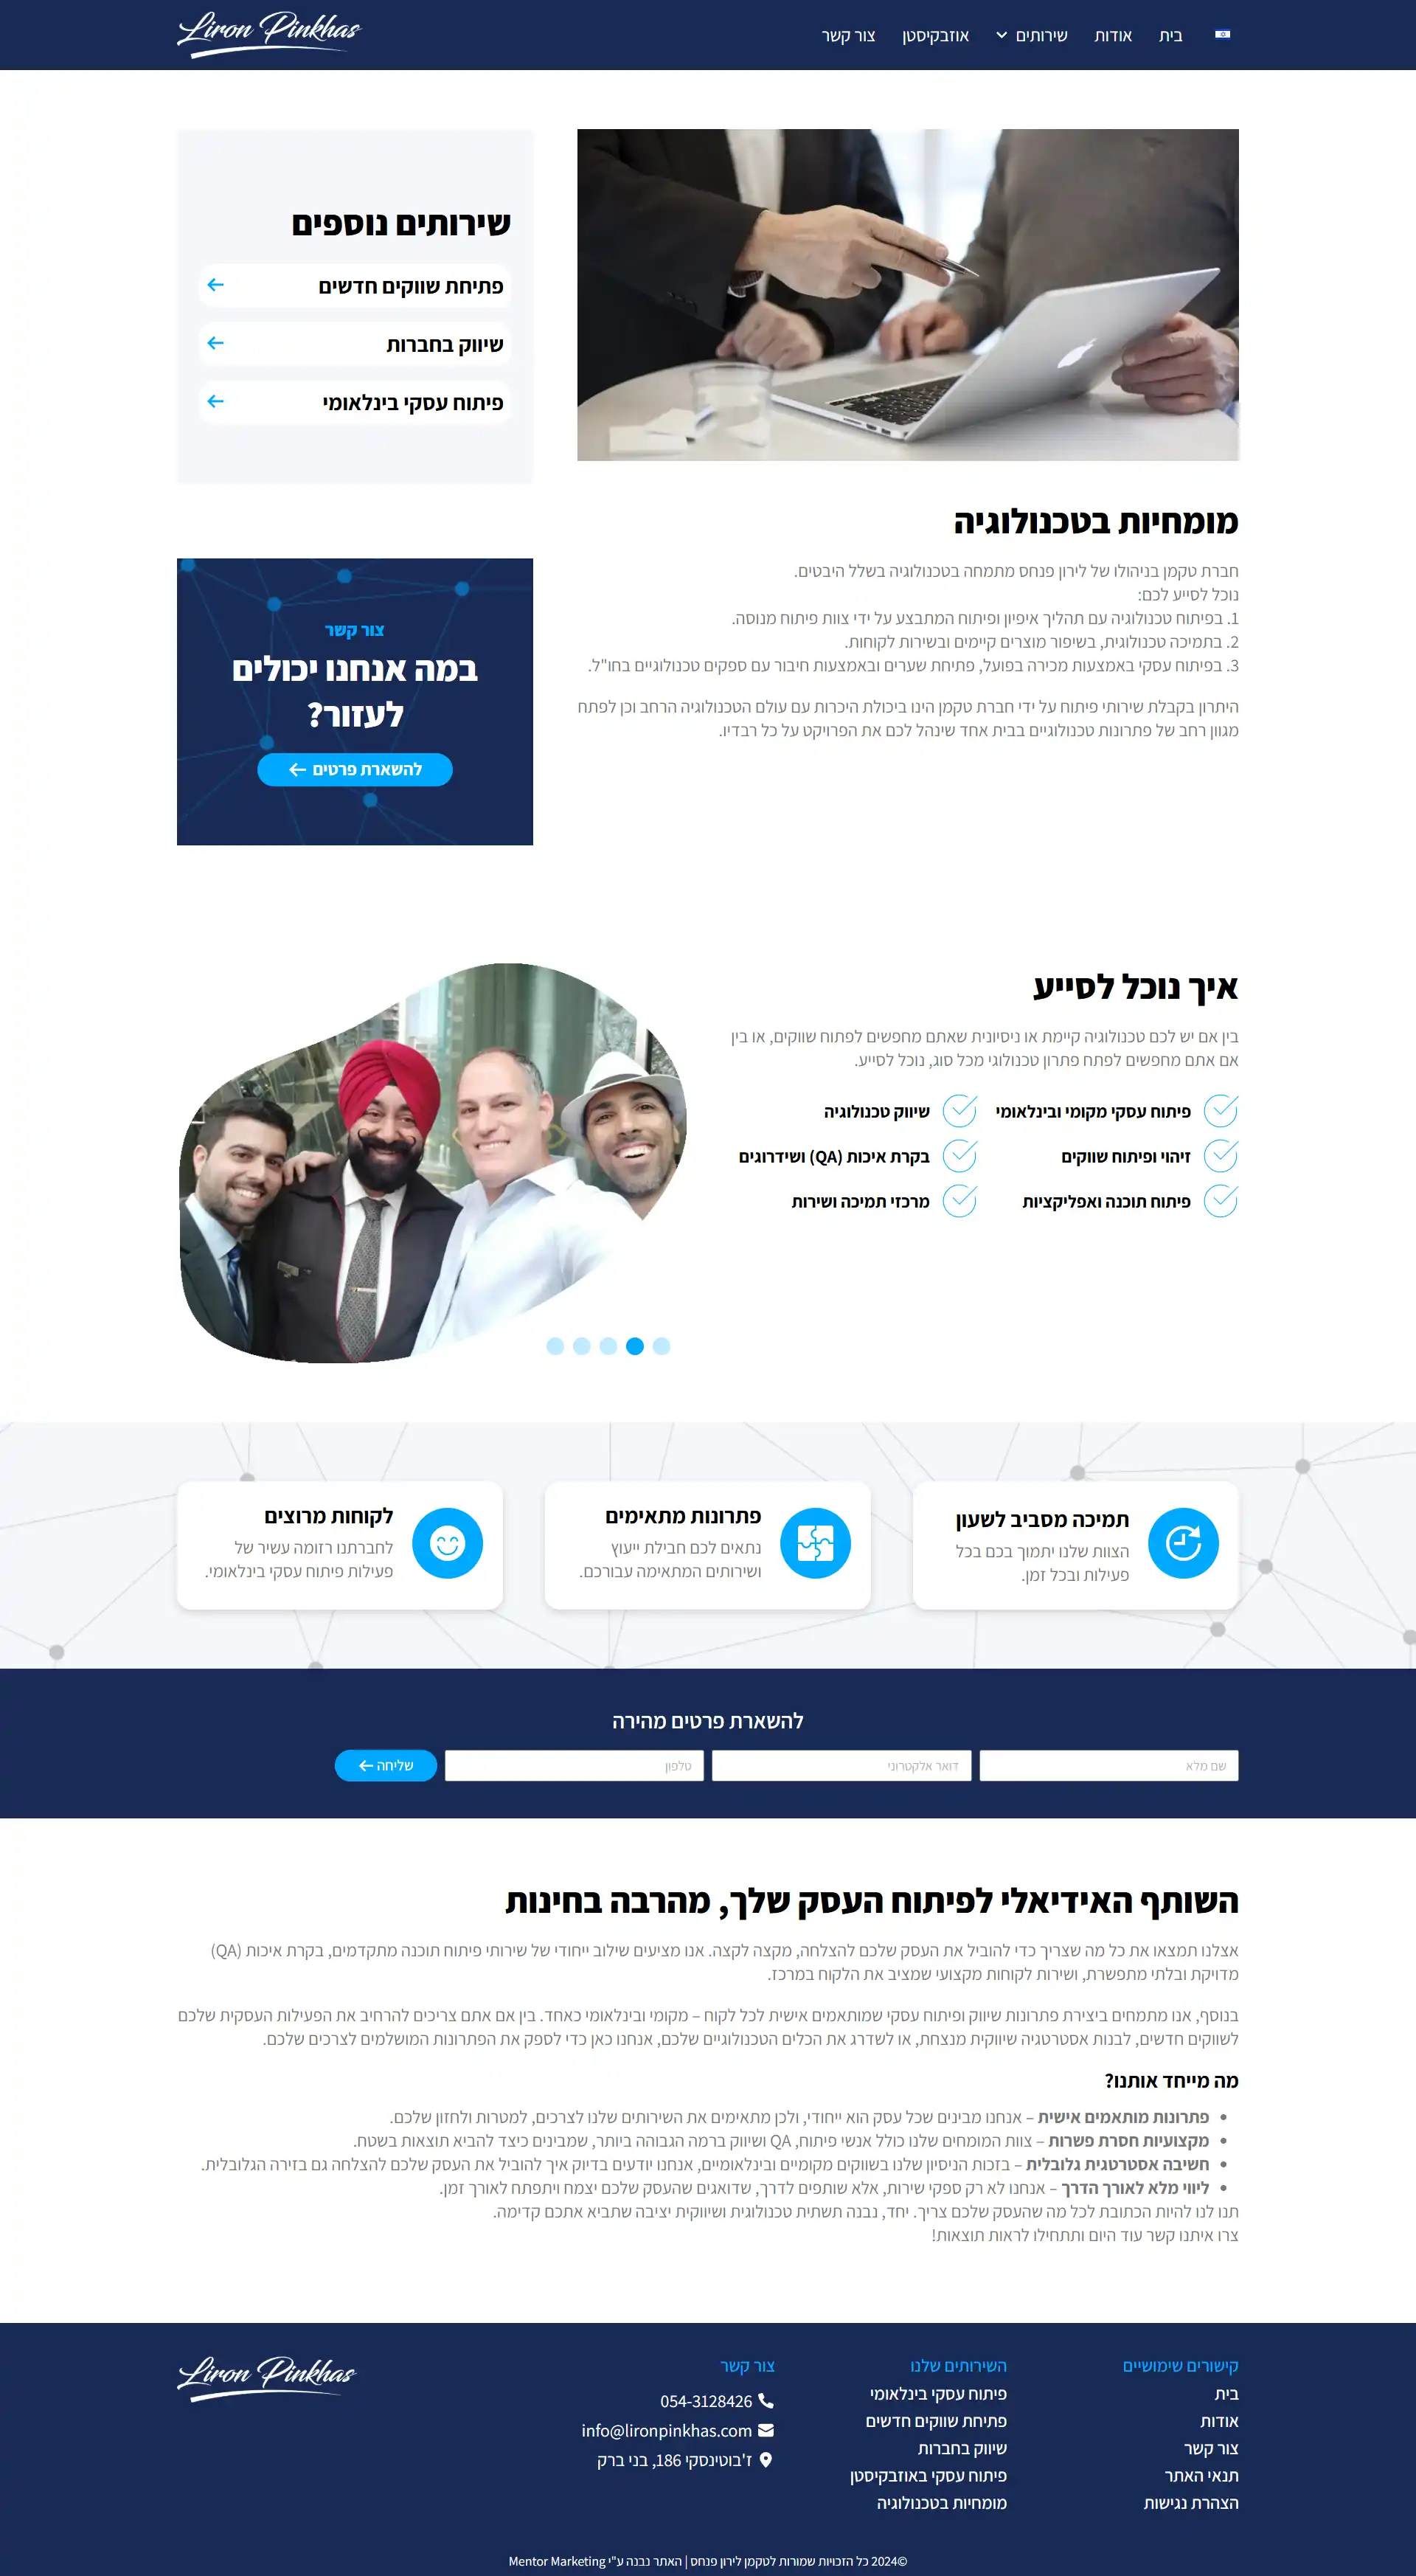 Liron Pinkhas
בית
אודות
שירותים
אוזבקיסטן
צור קשר
מומחיות בטכנולוגיה
חברת טקמן בניהולו של לירון פנחס מתמחה בטכנולוגיה בשלל היבטים.
נוכל לסייע לכם:
1. בפיתוח טכנולוגיה עם תהליך איפיון ופיתוח המתבצע על ידי צוות פיתוח מנוסה.
2. בתמיכה טכנולוגית, בשיפור מוצרים קיימים ובשירות לקוחות.
3. בפיתוח עסקי באמצעות מכירה בפועל, פתיחת שערים ובאמצעות חיבור עם ספקים טכנולוגיים בחו"ל.
היתרון בקבלת שירותי פיתוח על ידי חברת טקמן הינו ביכולת היכרות עם עולם הטכנולוגיה הרחב וכן לפתח
מגוון רחב של פתרונות טכנולוגיים בבית אחד שינהל לכם את הפרויקט על כל רבדיו.
שירותים נוספים
פתיחת שווקים חדשים
שיווק בחברות
פיתוח עסקי בינלאומי
צור קשר
במה אנחנו יכולים
לעזור?
להשארת פרטים
איך נוכל לסייע
בין אם יש לכם טכנולוגיה קיימת או ניסיונית שאתם מחפשים לפתוח שווקים, או בין
אם אתם מחפשים לפתח פתרון טכנולוגי מכל סוג, נוכל לסייע.
פיתוח עסקי מקומי ובינלאומי
שיווק טכנולוגיה
זיהוי ופיתוח שווקים
בקרת איכות (QA) ושידרוגים
פיתוח תוכנה ואפליקציות
מרכזי תמיכה ושירות
תמיכה מסביב לשעון
הצוות שלנו יתמוך בכם בכל
פעילות ובכל זמן.
פתרונות מתאימים
נתאים לכם חבילת ייעוץ
ושירותים המתאימה עבורכם.
לקוחות מרוצים
לחברתנו רזומה עשיר של
פעילות פיתוח עסקי בינלאומי.
להשארת פרטים מהירה
שם מלא
דואר אלקטרוני
טלפון
שליחה
השותף האידיאלי לפיתוח העסק שלך, מהרבה בחינות
אצלנו תמצאו את כל מה שצריך כדי להוביל את העסק שלכם להצלחה, מקצה לקצה. אנו מציעים שילוב ייחודי של שירותי פיתוח תוכנה מתקדמים, בקרת איכות (QA)
מדויקת ובלתי מתפשרת, ושירות לקוחות מקצועי שמציב את הלקוח במרכז.
בנוסף, אנו מתמחים ביצירת פתרונות שיווק ופיתוח עסקי שמותאמים אישית לכל לקוח – מקומי ובינלאומי כאחד. בין אם אתם צריכים להרחיב את הפעילות העסקית שלכם
לשווקים חדשים, לבנות אסטרטגיה שיווקית מנצחת, או לשדרג את הכלים הטכנולוגיים שלכם, אנחנו כאן כדי לספק את הפתרונות המושלמים לצרכים שלכם.
מה מייחד אותנו?
• פתרונות מותאמים אישית – אנחנו מבינים שכל עסק הוא ייחודי, ולכן מתאימים את השירותים שלנו לצרכים, למטרות ולחזון שלכם.
• מקצועיות חסרת פשרות – צוות המומחים שלנו כולל אנשי פיתוח, QA ושיווק ברמה הגבוהה ביותר, שמבינים כיצד להביא תוצאות בשטח.
• חשיבה אסטרטגית גלובלית – בזכות הניסיון שלנו בשווקים מקומיים ובינלאומיים, אנחנו יודעים בדיוק איך להוביל את העסק שלכם להצלחה גם בזירה הגלובלית.
• ליווי מלא לאורך הדרך – אנחנו לא רק ספקי שירות, אלא שותפים לדרך, שדואגים שהעסק שלכם יצמח ויתפתח לאורך זמן.
תנו לנו להיות הכתובת לכל מה שהעסק שלכם צריך. יחד, נבנה תשתית טכנולוגית ושיווקית יציבה שתביא אתכם קדימה.
צרו איתנו קשר עוד היום ותתחילו לראות תוצאות!
קישורים שימושיים
בית
אודות
צור קשר
תנאי האתר
הצהרת נגישות
השירותים שלנו
פיתוח עסקי בינלאומי
פתיחת שווקים חדשים
שיווק בחברות
פיתוח עסקי באוזבקיסטן
מומחיות בטכנולוגיה
צור קשר
054-3128426
info@lironpinkhas.com
ז'בוטינסקי 186, בני ברק
Liron Pinkhas
©2024 כל הזכויות שמורות לטקמן לירון פנחס | האתר נבנה ע"י Mentor Marketing